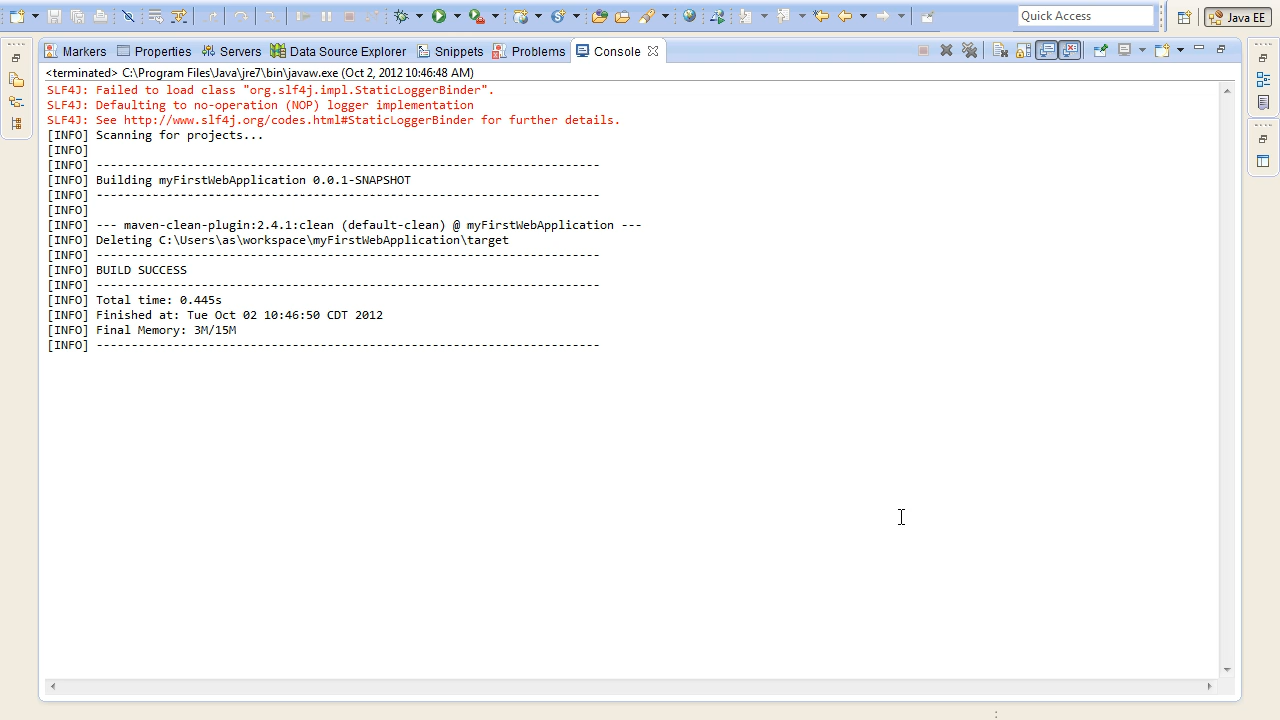 Quick Access
Java EE
Markers
Properties
Servers
Data Source Explorer
Snippets
Problems
Console
<terminated> C:\Program Files\Java\jre7\bin\javaw.exe (Oct 2, 2012 10:46:48 AM)
SLF4J: Failed to load class "org.slf4j.impl.StaticLoggerBinder".
SLF4J: Defaulting to no-operation (NOP) logger implementation
SLF4J: See http://www.slf4j.org/codes.html#StaticLoggerBinder for further details.
[INFO] Scanning for projects...
[INFO]
[INFO] ------------------------------------------------------------------------
[INFO] Building myFirstWebApplication 0.0.1-SNAPSHOT
[INFO] ------------------------------------------------------------------------
[INFO]
[INFO] --- maven-clean-plugin:2.4.1:clean (default-clean) @ myFirstWebApplication ---
[INFO] Deleting C:\Users\as\workspace\myFirstWebApplication\target
[INFO] ------------------------------------------------------------------------
[INFO] BUILD SUCCESS
[INFO] ------------------------------------------------------------------------
[INFO] Total time: 0.445s
[INFO] Finished at: Tue Oct 02 10:46:50 CDT 2012
[INFO] Final Memory: 3M/15M
[INFO] ------------------------------------------------------------------------